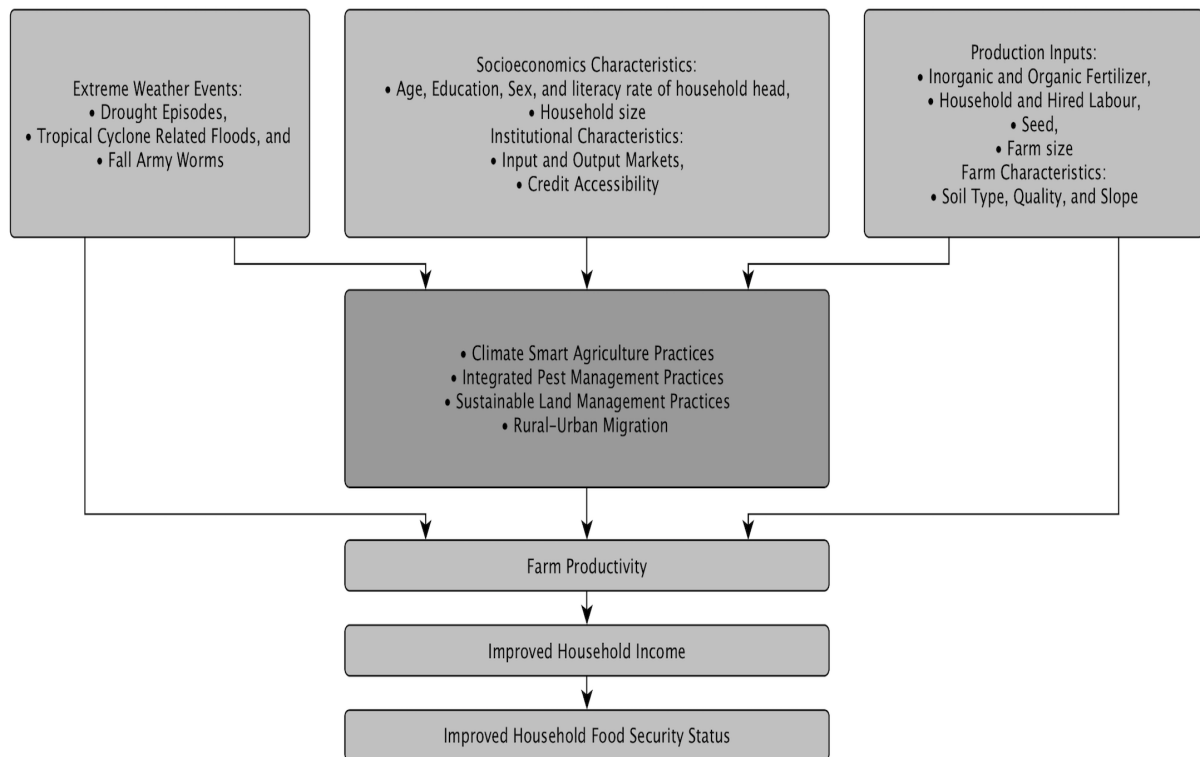 Extreme Weather Events:
• Drought Episodes,
• Tropical Cyclone Related Floods, and
• Fall Army Worms
Socioeconomics Characteristics:
• Age, Education, Sex, and literacy rate of household head,
• Household size
Institutional Characteristics:
• Input and Output Markets,
• Credit Accessibility
Production Inputs:
• Inorganic and Organic Fertilizer,
• Household and Hired Labour,
• Seed,
• Farm size
Farm Characteristics:
• Soil Type, Quality, and Slope
• Climate Smart Agriculture Practices
• Integrated Pest Management Practices
• Sustainable Land Management Practices
• Rural–Urban Migration
Farm Productivity
Improved Household Income
Improved Household Food Security Status